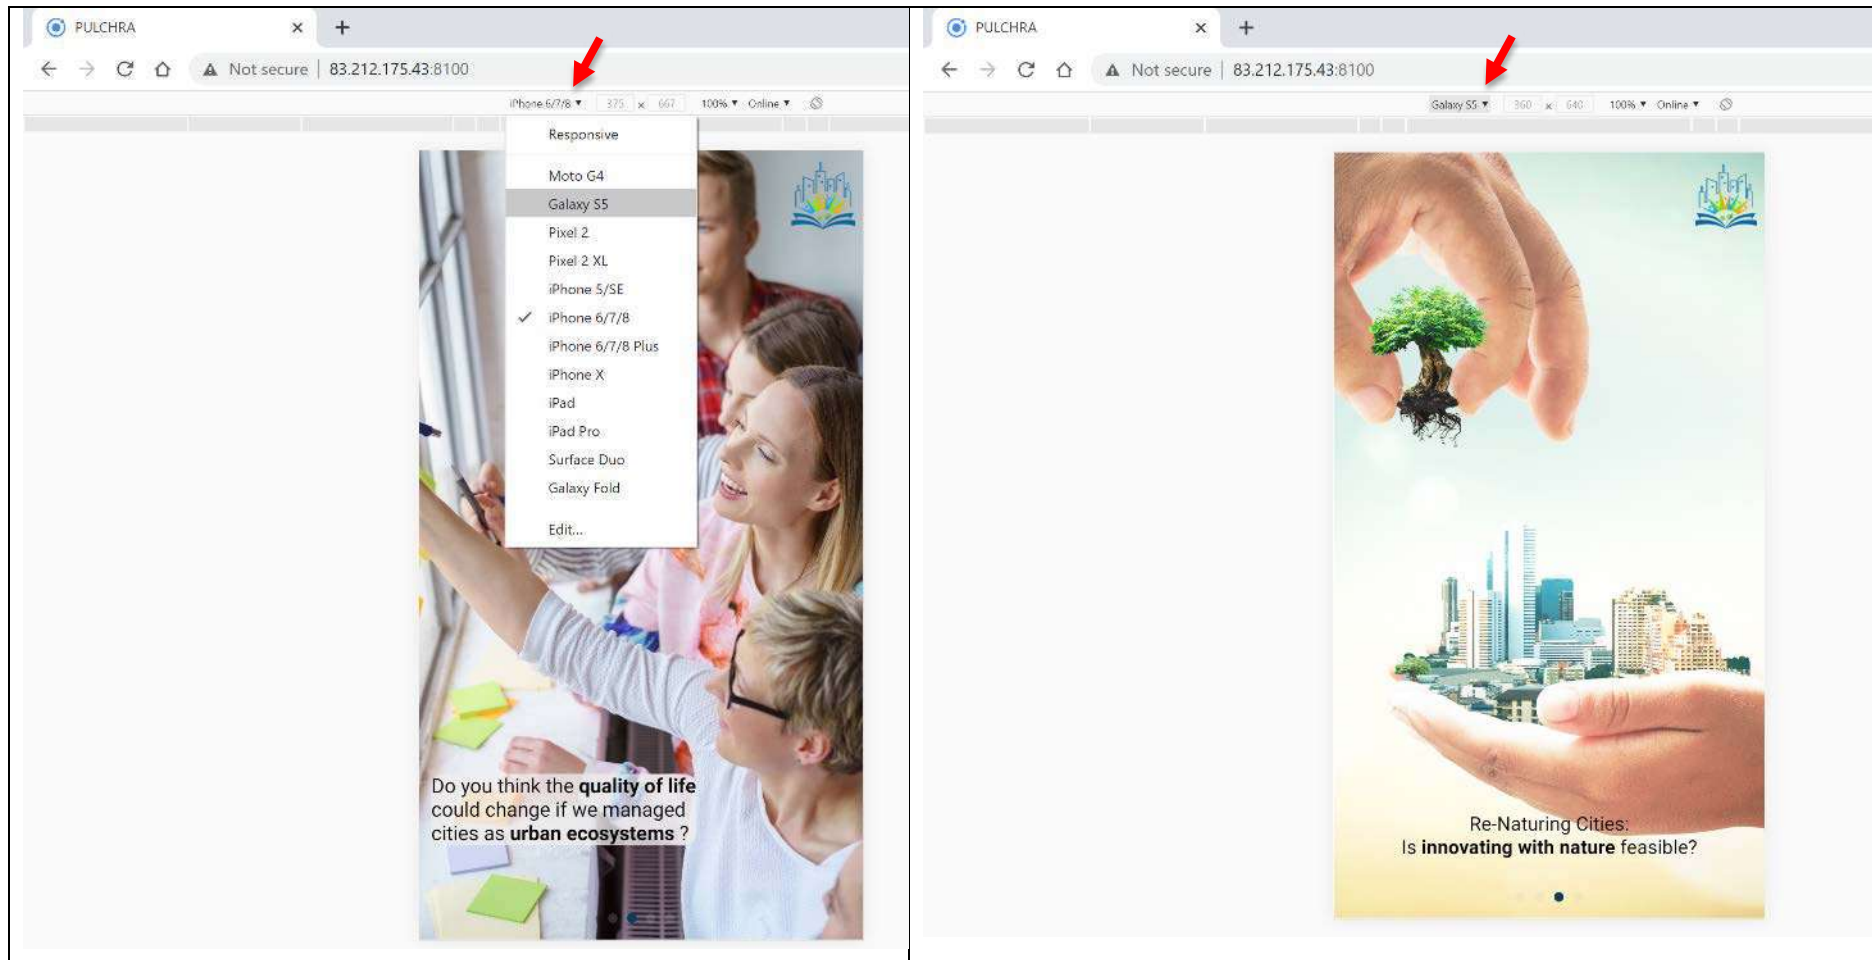 PULCHRA
Not secure | 83.212.175.43:8100
iPhone 6/7/8 ▼ 375 x 667 100% ▼ Online ▼
Responsive
Moto G4
Galaxy S5
Pixel 2
Pixel 2 XL
iPhone 5/SE
iPhone 6/7/8
iPhone 6/7/8 Plus
iPhone X
iPad
iPad Pro
Surface Duo
Galaxy Fold
Edit...
Do you think the quality of life
could change if we managed
cities as urban ecosystems ?
PULCHRA
Not secure | 83.212.175.43:8100
Galaxy S5 ▼ 360 x 640 100% ▼ Online ▼
Re-Naturing Cities:
Is innovating with nature feasible?